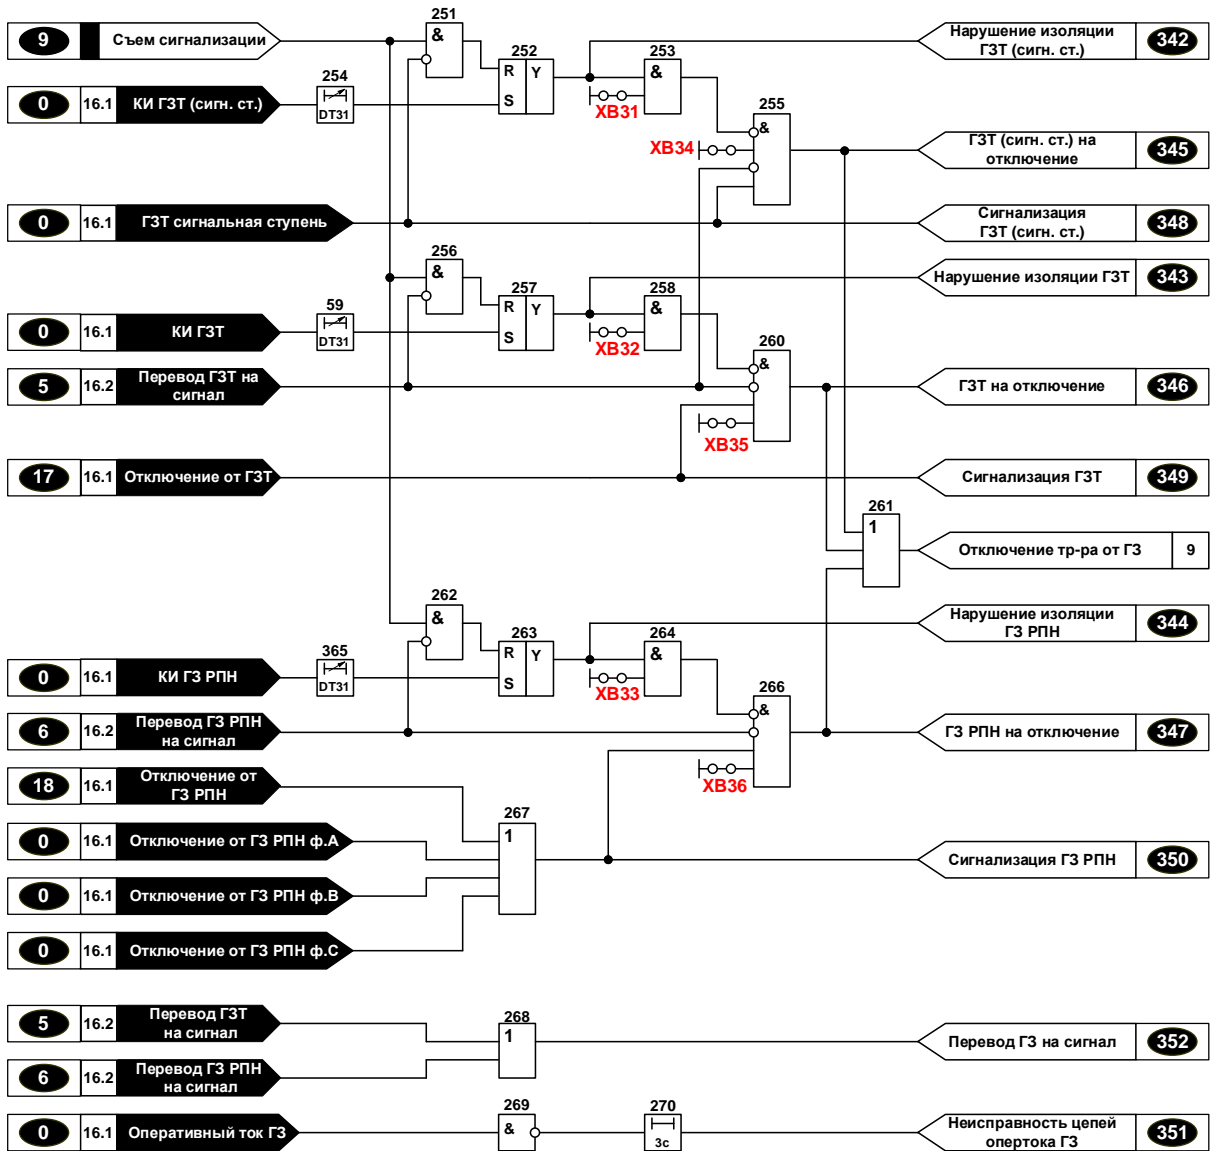 251
9 Съем сигнализации
&
Нарушение изоляции
ГЗТ (сигн. ст.)
342
252
253
R Y
S
&
254
0 16.1 КИ ГЗТ (сигн. ст.)
DT31
XB31
255
&
XB34
ГЗТ (сигн. ст.) на
отключение
345
0 16.1 ГЗТ сигнальная ступень
Сигнализация
ГЗТ (сигн. ст.)
348
256
&
Нарушение изоляции ГЗТ 343
257
258
R Y
S
&
59
0 16.1 КИ ГЗТ
DT31
XB32
260
&
5 16.2 Перевод ГЗТ на
сигнал
ГЗТ на отключение 346
XB35
17 16.1 Отключение от ГЗТ
Сигнализация ГЗТ 349
261
1
Отключение тр-ра от ГЗ 9
262
&
Нарушение изоляции
ГЗ РПН
344
263
264
R Y
S
&
365
0 16.1 КИ ГЗ РПН
DT31
XB33
266
&
6 16.2 Перевод ГЗ РПН
на сигнал
ГЗ РПН на отключение 347
XB36
18 16.1 Отключение от
ГЗ РПН
267
1
0 16.1 Отключение от ГЗ РПН ф.А
Сигнализация ГЗ РПН 350
0 16.1 Отключение от ГЗ РПН ф.В
0 16.1 Отключение от ГЗ РПН ф.С
5 16.2 Перевод ГЗТ
на сигнал
268
1
Перевод ГЗ на сигнал 352
6 16.2 Перевод ГЗ РПН
на сигнал
269
270
0 16.1 Оперативный ток ГЗ
&
3с
Неисправность цепей
опертока ГЗ
351